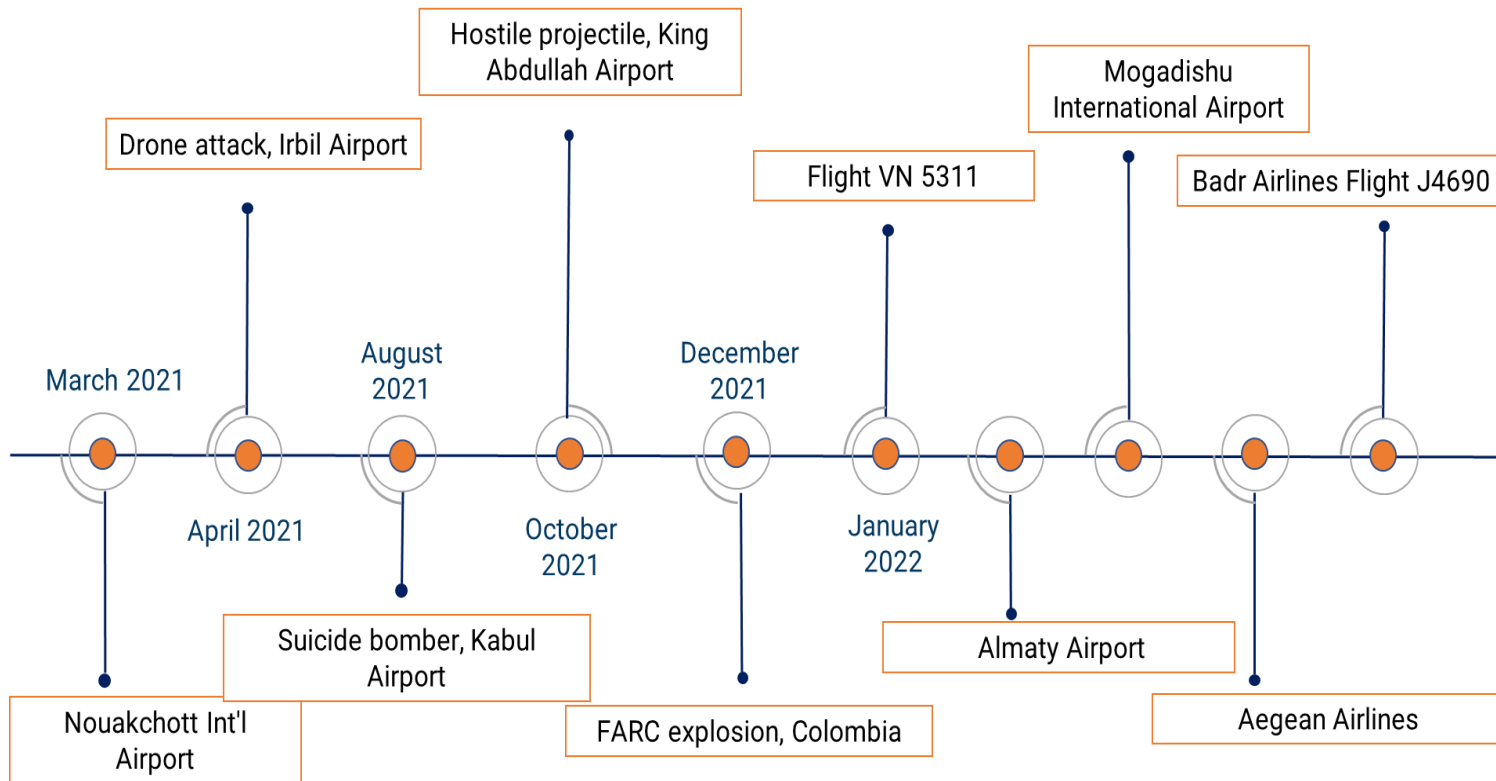 Hostile projectile, King
Abdullah Airport
Mogadishu
International Airport
Drone attack, Irbil Airport
Flight VN 5311
Badr Airlines Flight J4690
March 2021
August
2021
December
2021
April 2021
October
2021
January
2022
Suicide bomber, Kabul
Airport
Almaty Airport
Nouakchott Int'l
Airport
FARC explosion, Colombia
Aegean Airlines